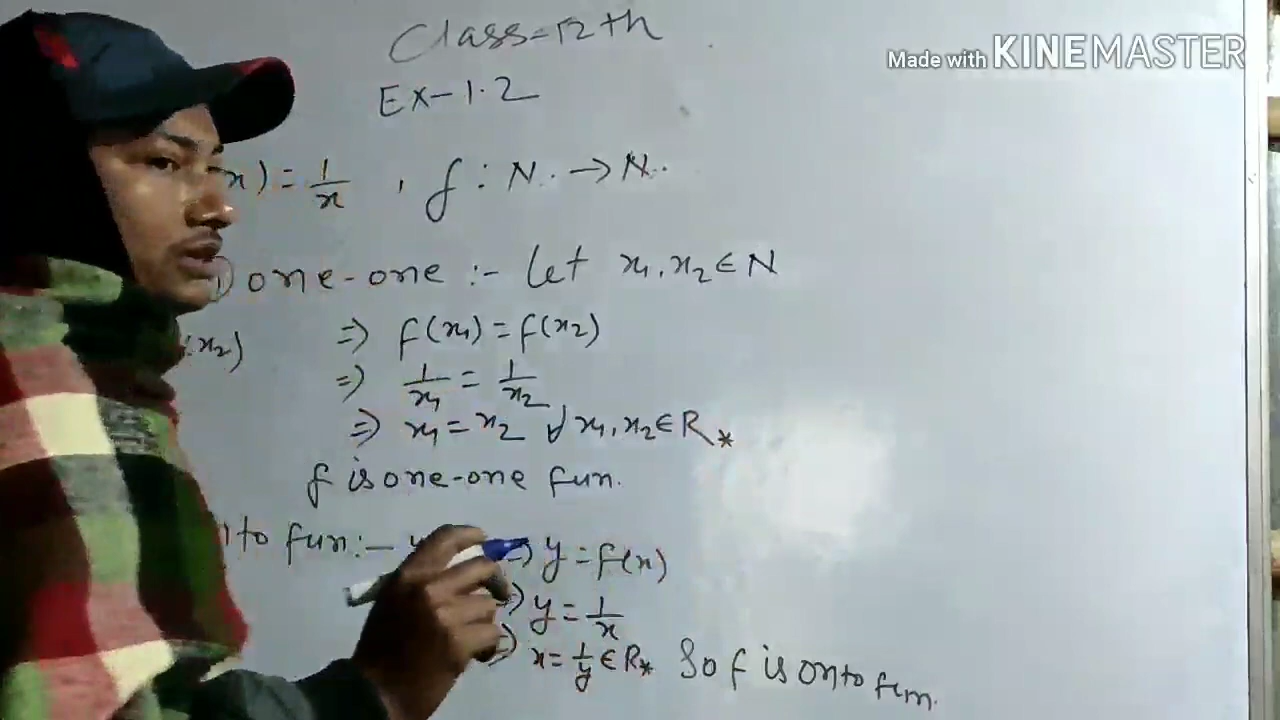 Class=12th
Made with KINEMASTER
Ex-1.2
x) = 1/x , f : N → N
① one-one :- Let x₁, x₂ ∈ N
⇒ f(x₁) = f(x₂)
(x₂)
⇒ 1/x₁ = 1/x₂
⇒ x₁ = x₂ ∀ x₁, x₂ ∈ R*
f is one-one fun.
to fun :- y ⇒ y = f(x)
⇒ y = 1/x
⇒ x = 1/y ∈ R* So f is onto fun.